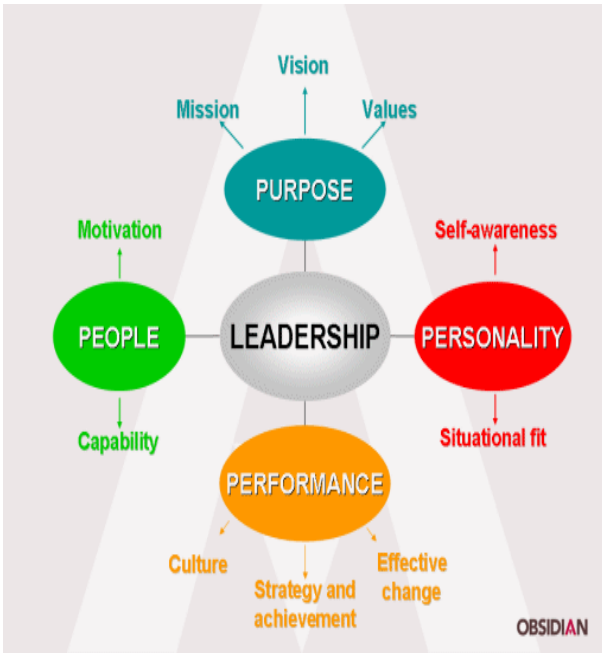 Vision
Mission
Values
PURPOSE
Motivation
Self-awareness
PEOPLE
LEADERSHIP
PERSONALITY
Capability
Situational fit
PERFORMANCE
Culture
Strategy and
achievement
Effective
change
OBSIDIAN